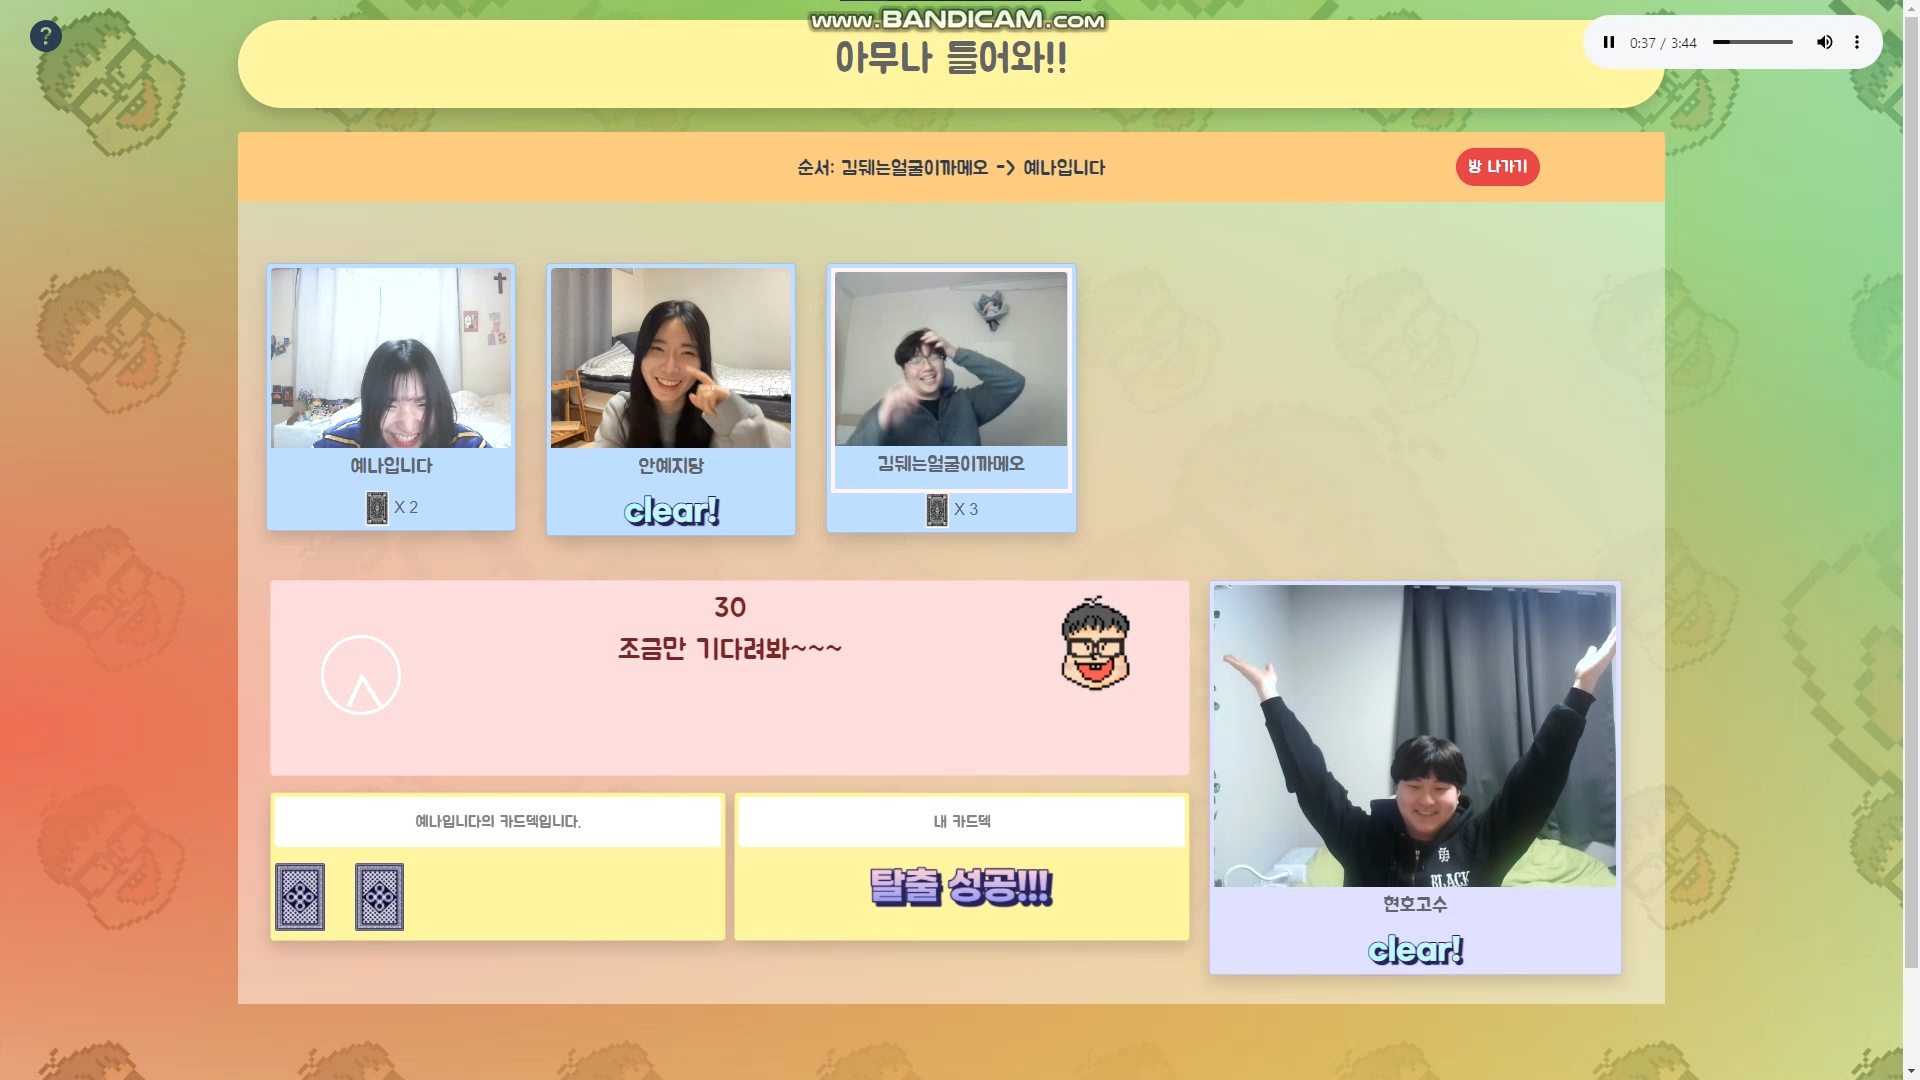 ?
www.BANDICAM.com
아무나 들어와!!
0:37 / 3:44
순서: 김뒈는얼굴이까메오 -> 예나입니다
방 나가기
예나입니다
X 2
안예지당
clear!
김뒈는얼굴이까메오
X 3
30
조금만 기다려봐~~~
예나입니다의 카드덱입니다.
내 카드덱
탈출 성공!!!
BLACK
현호고수
clear!